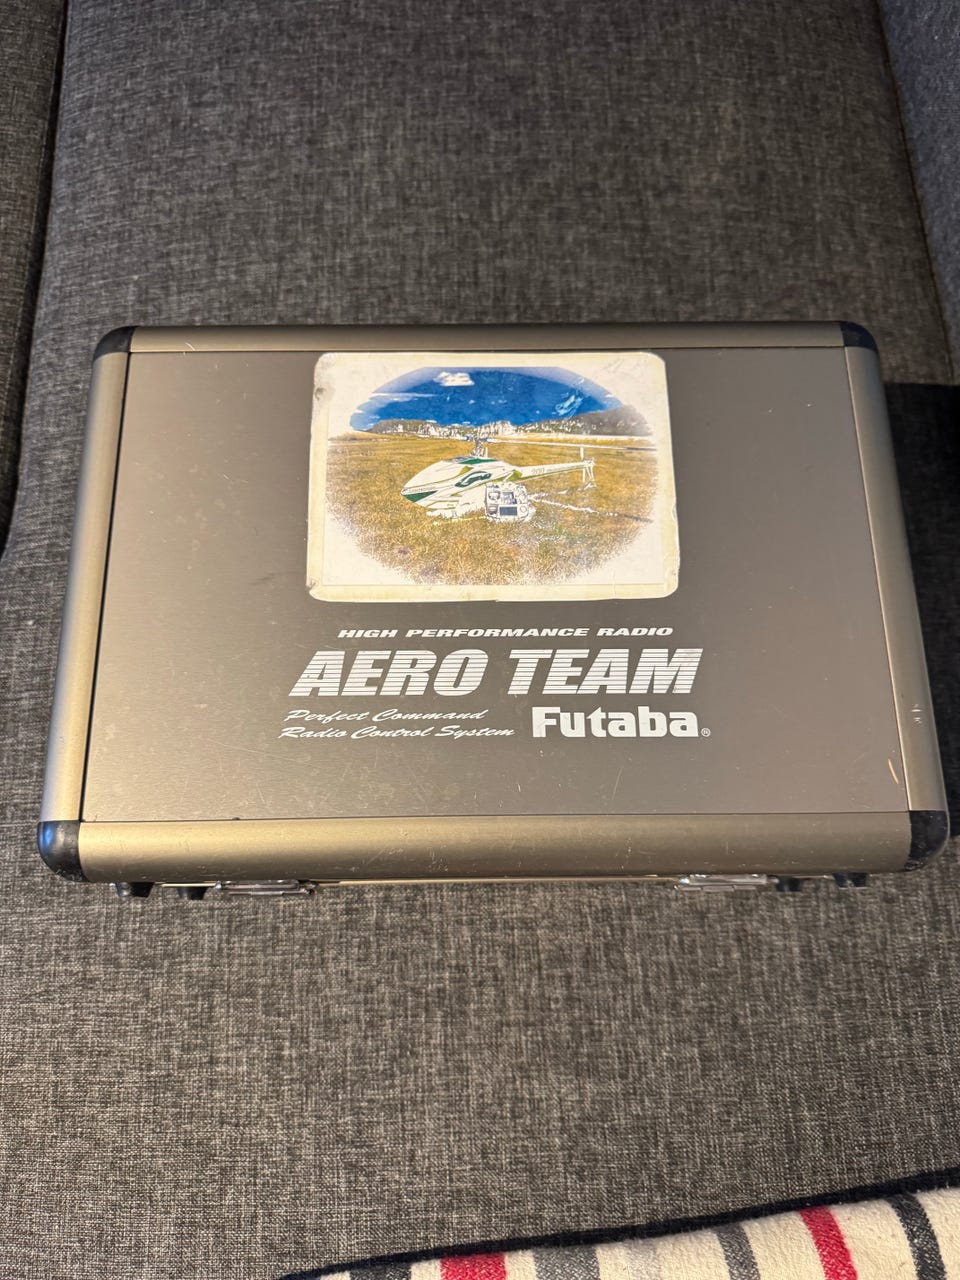 HIGH PERFORMANCE RADIO
AERO TEAM
Perfect Command
Radio Control System
Futaba®